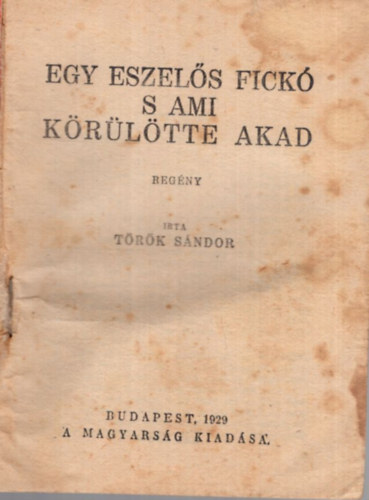 EGY ESZELŐS FICKÓ
S AMI
KÖRÜLÖTTE AKAD
REGÉNY
IRTA
TÖRÖK SÁNDOR
BUDAPEST, 1929
A MAGYARSÁG KIADÁSA.